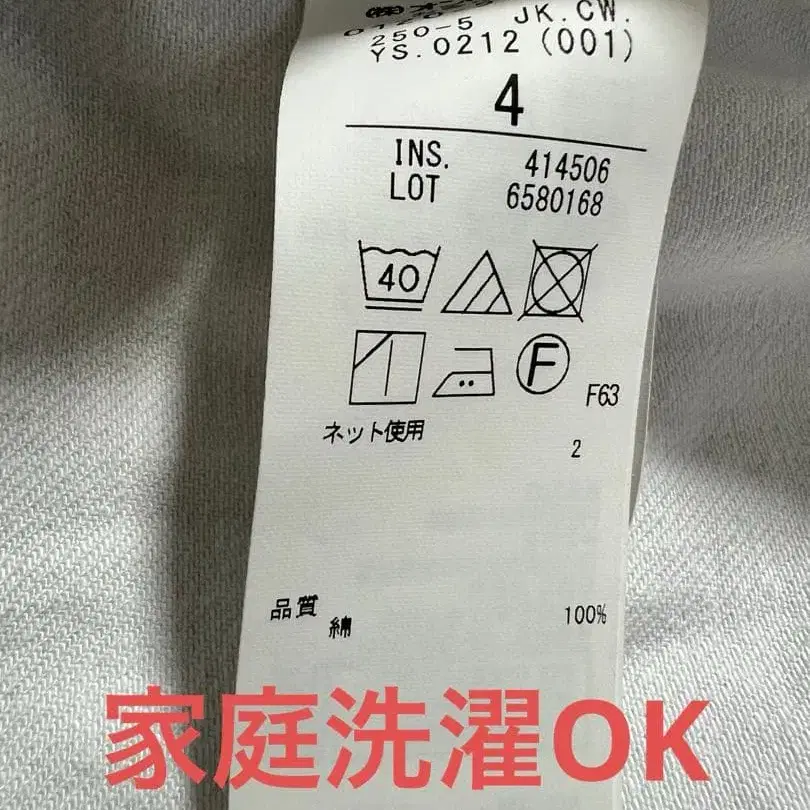 250-5 JK.CW.
YS.0212(001)
4
INS. 414506
LOT 6580168
40
F
F63
ネット使用
2
品質
綿 100%
家庭洗濯OK